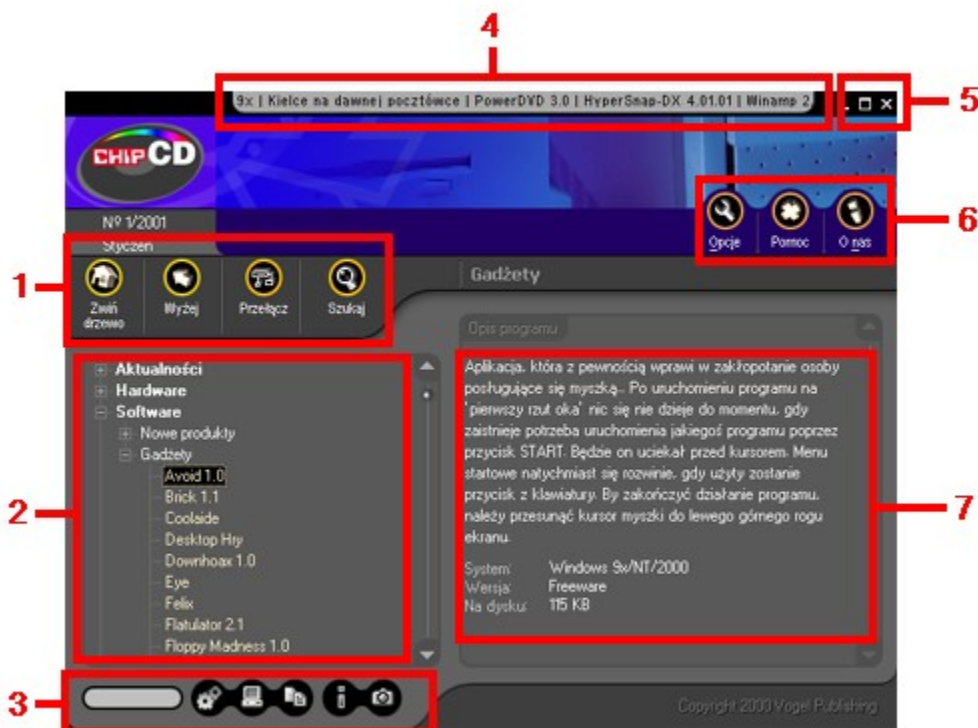 4
9x | Kielce na dawnej pocztówce | PowerDVD 3.0 | HyperSnap-DX 4.01.01 | Winamp 2
5
CHIP CD
Nº 1/2001
Styczeń
Opcje
Pomoc
O nas
6
1
Zwiń drzewo
Wyżej
Przełącz
Szukaj
Gadżety
Opis programu
2
Aktualności
Hardware
Software
Nowe produkty
Gadżety
Avoid 1.0
Brick 1.1
Coolaide
Desktop Hry
Downhoax 1.0
Eye
Felix
Flatulator 2.1
Floppy Madness 1.0
Aplikacja, która z pewnością wprawi w zakłopotanie osoby
posługujące się myszką... Po uruchomieniu programu na
'pierwszy rzut oka' nic się nie dzieje do momentu, gdy
zaistnieje potrzeba uruchomienia jakiegoś programu poprzez
przycisk START. Będzie on uciekał przed kursorem. Menu
startowe natychmiast się rozwinie, gdy użyty zostanie
przycisk z klawiatury. By zakończyć działanie programu,
należy przesunąć kursor myszki do lewego górnego rogu
ekranu.
System: Windows 9x/NT/2000
Wersja: Freeware
Na dysku: 115 KB
7
3
Copyright 2000 Vogel Publishing